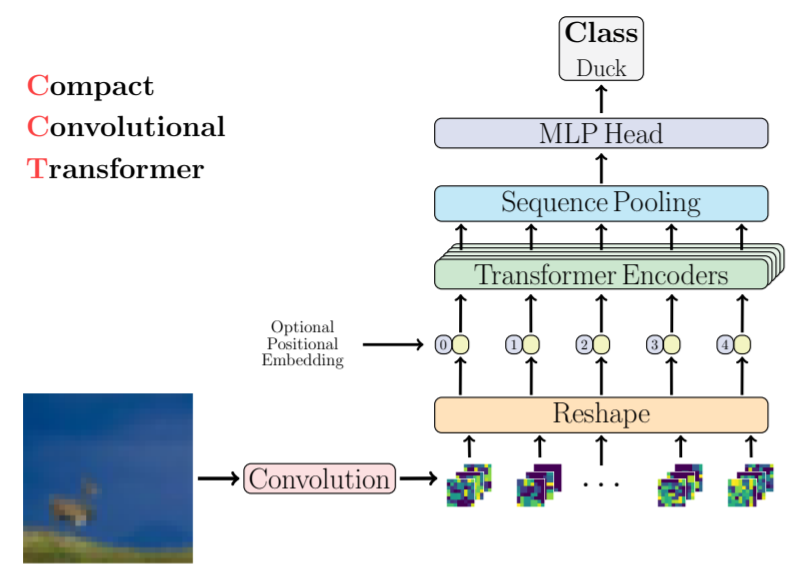 Compact
Convolutional
Transformer
Class
Duck
MLP Head
Sequence Pooling
Transformer Encoders
Optional
Positional
Embedding
0 1 2 3 4
Reshape
Convolution
. . .